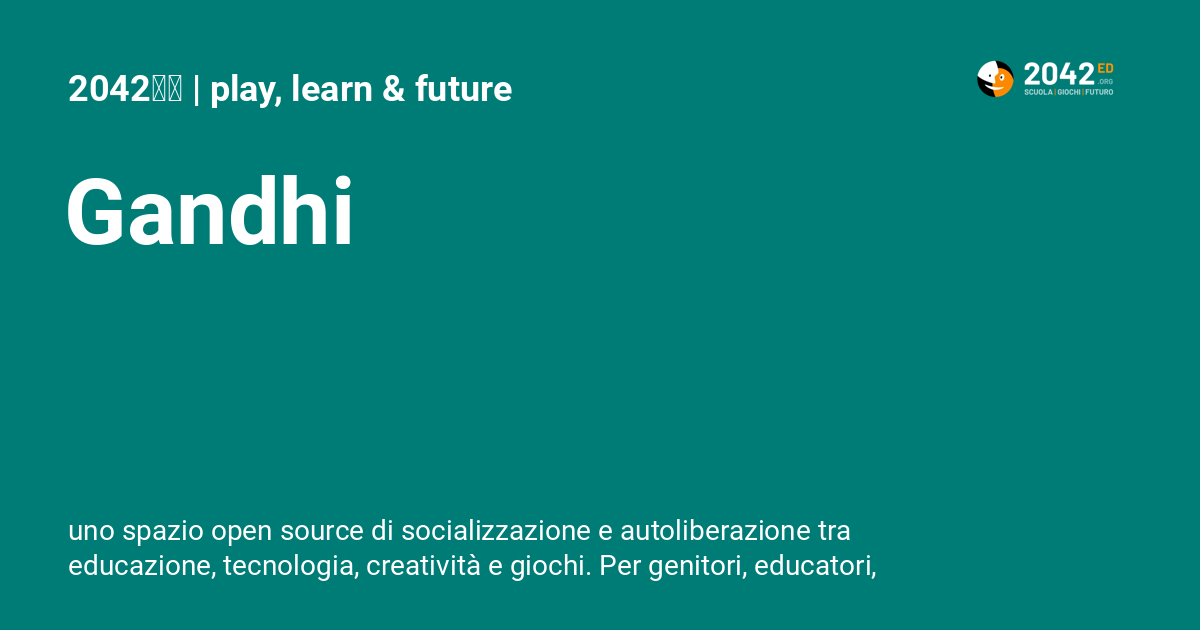 2042 | play, learn & future
2042 ED
.ORG
SCUOLA | GIOCHI | FUTURO
Gandhi
uno spazio open source di socializzazione e autoliberazione tra
educazione, tecnologia, creatività e giochi. Per genitori, educatori,